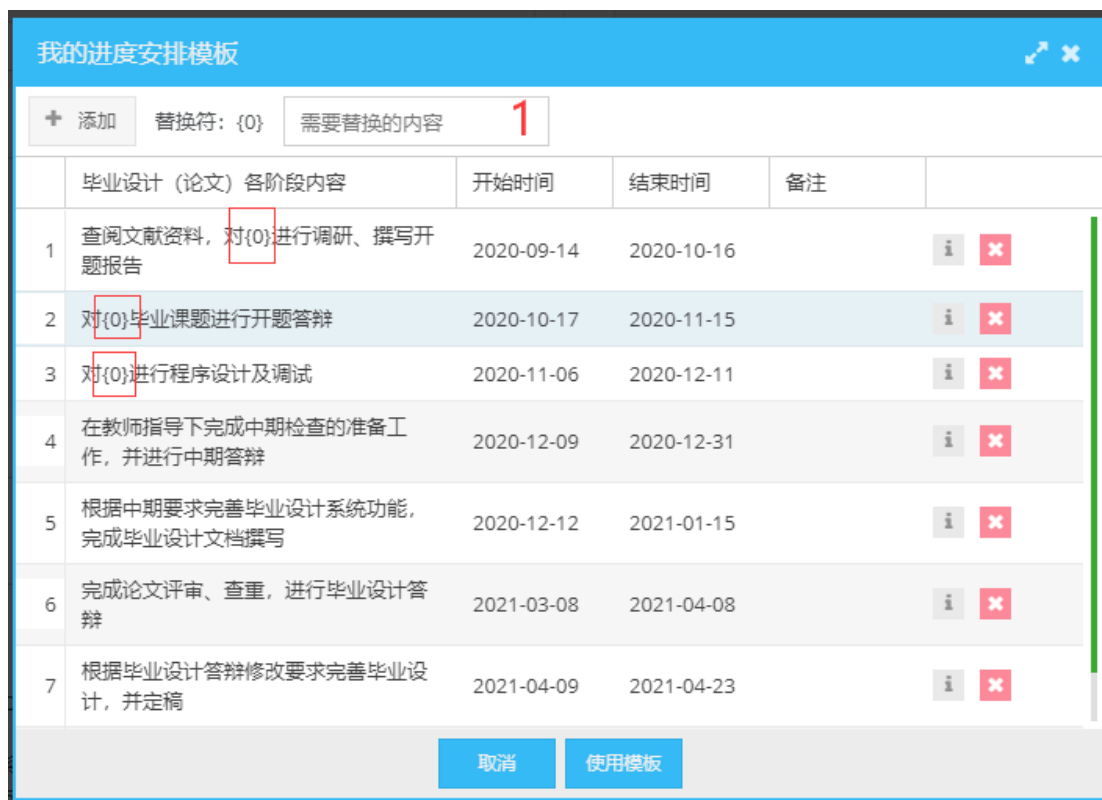 我的进度安排模板
添加 替换符：{0} 需要替换的内容 1
毕业设计（论文）各阶段内容 开始时间 结束时间 备注
1 查阅文献资料，对{0}进行调研、撰写开
题报告 2020-09-14 2020-10-16
2 对{0}毕业课题进行开题答辩 2020-10-17 2020-11-15
3 对{0}进行程序设计及调试 2020-11-06 2020-12-11
4 在教师指导下完成中期检查的准备工
作，并进行中期答辩 2020-12-09 2020-12-31
5 根据中期要求完善毕业设计系统功能，
完成毕业设计文档撰写 2020-12-12 2021-01-15
6 完成论文评审、查重，进行毕业设计答
辩 2021-03-08 2021-04-08
7 根据毕业设计答辩修改要求完善毕业设
计，并定稿 2021-04-09 2021-04-23
取消 使用模板